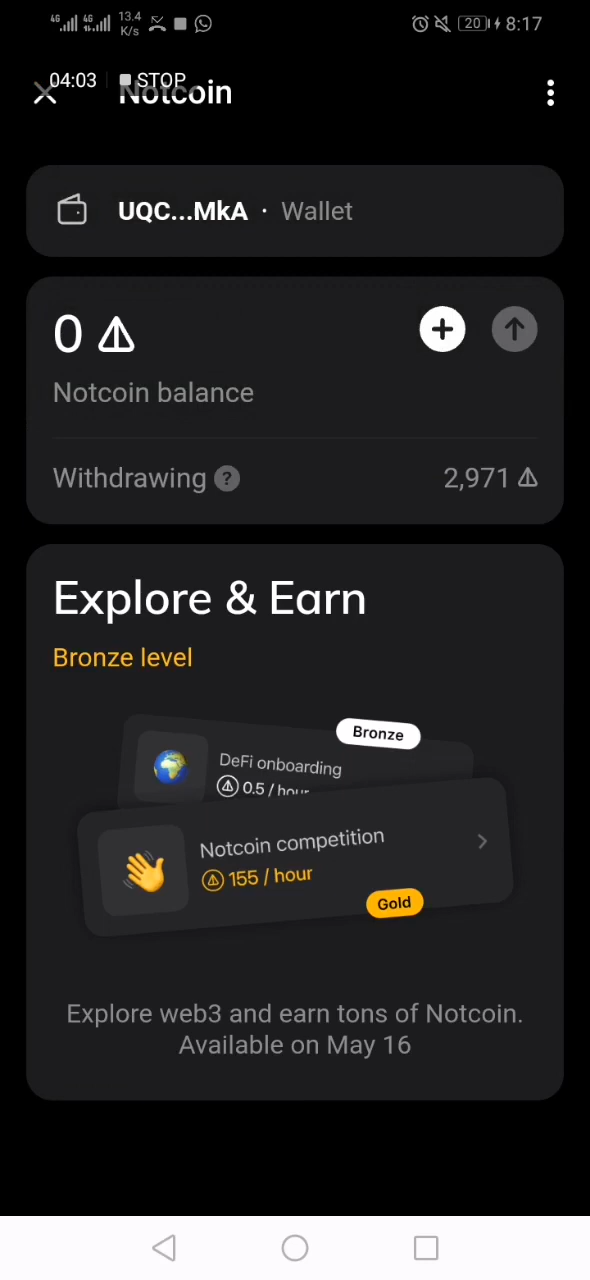 4G 4G 13.4 K/s 20 8:17
04:03 STOP
Notcoin
UQC...MkA · Wallet
0
Notcoin balance
Withdrawing ? 2,971
Explore & Earn
Bronze level
Bronze
DeFi onboarding
0.5 / hour
Notcoin competition
155 / hour
Gold
Explore web3 and earn tons of Notcoin.
Available on May 16